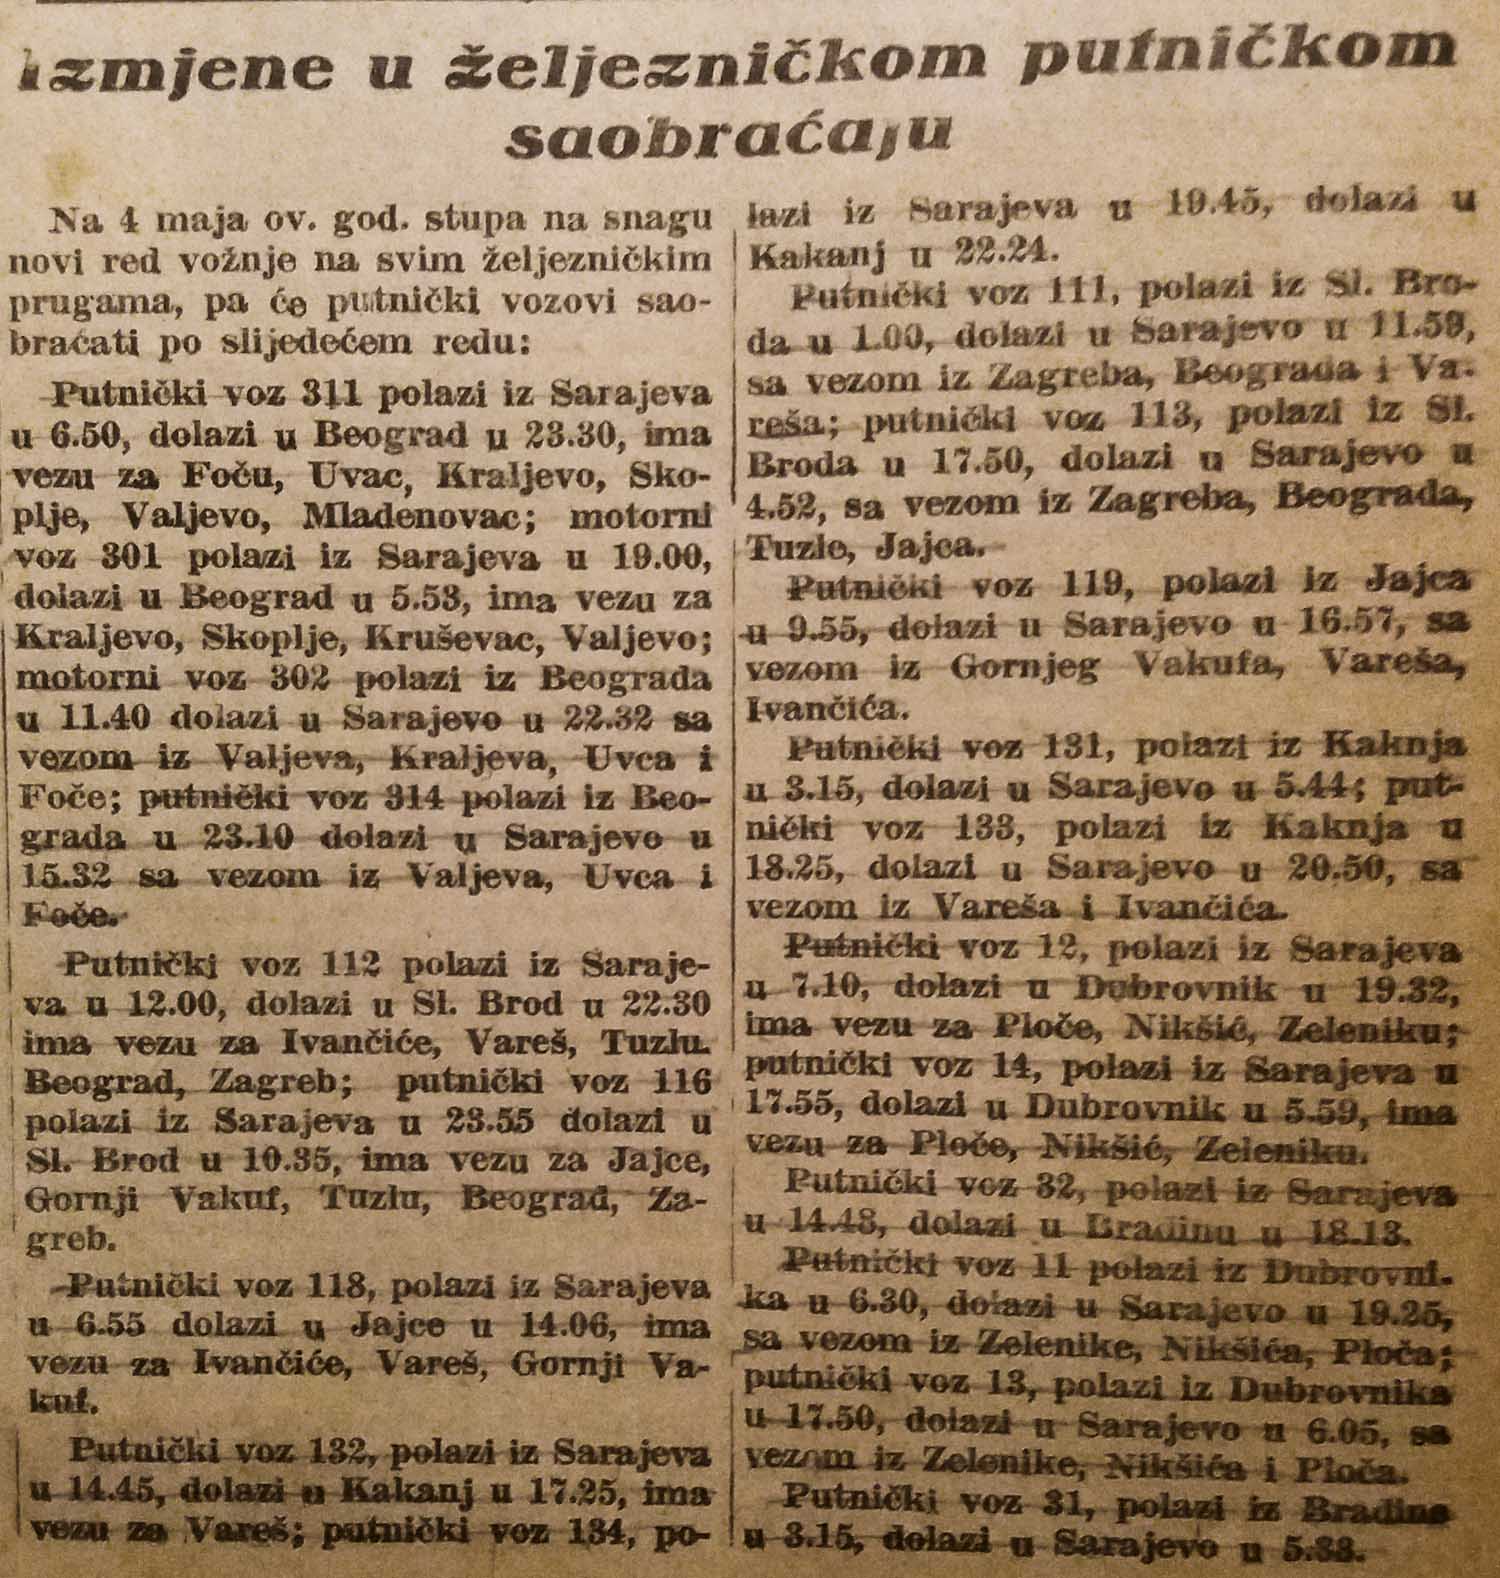 Izmjene u željezničkom putničkom
saobraćaju
Na 4 maja ov. god. stupa na snagu
novi red vožnje na svim željezničkim
prugama, pa će putnički vozovi sao-
braćati po slijedećem redu:
Putnički voz 311 polazi iz Sarajeva
u 6.50, dolazi u Beograd u 23.30, ima
vezu za Foču, Uvac, Kraljevo, Sko-
plje, Valjevo, Mladenovac; motorni
voz 301 polazi iz Sarajeva u 19.00,
dolazi u Beograd u 5.53, ima vezu za
Kraljevo, Skoplje, Kruševac, Valjevo;
motorni voz 302 polazi iz Beograda
u 11.40 dolazi u Sarajevo u 22.32 sa
vezom iz Valjeva, Kraljeva, Uvca i
Foče; putnički voz 314 polazi iz Beo-
grada u 23.10 dolazi u Sarajevo u
15.32 sa vezom iz Valjeva, Uvca i
Foče.
Putnički voz 112 polazi iz Saraje-
va u 12.00, dolazi u Sl. Brod u 22.30
ima vezu za Ivančiće, Vareš, Tuzlu.
Beograd, Zagreb; putnički voz 116
polazi iz Sarajeva u 23.55 dolazi u
Sl. Brod u 10.35, ima vezu za Jajce,
Gornji Vakuf, Tuzlu, Beograd, Za-
greb.
Putnički voz 118, polazi iz Sarajeva
u 6.55 dolazi u Jajce u 14.06, ima
vezu za Ivančiće, Vareš, Gornji Va-
kuf.
Putnički voz 132, polazi iz Sarajeva
u 14.45, dolazi u Kakanj u 17.25, ima
vezu za Vareš; putnički voz 134, po-
lazi iz Sarajeva u 19.45, dolazi u
Kakanj u 22.24.
Putnički voz 111, polazi iz Sl. Bro-
da u 1.00, dolazi u Sarajevo u 11.59,
sa vezom iz Zagreba, Beograda i Va-
reša; putnički voz 113, polazi iz Sl.
Broda u 17.50, dolazi u Sarajevo u
4.52, sa vezom iz Zagreba, Beograda,
Tuzle, Jajca.
Putnički voz 119, polazi iz Jajca
u 9.55, dolazi u Sarajevo u 16.57, sa
vezom iz Gornjeg Vakufa, Vareša,
Ivančića.
Putnički voz 131, polazi iz Kaknja
u 3.15, dolazi u Sarajevo u 5.44; put-
nički voz 133, polazi iz Kaknja u
18.25, dolazi u Sarajevo u 20.50, sa
vezom iz Vareša i Ivančića.
Putnički voz 12, polazi iz Sarajeva
u 7.10, dolazi u Dubrovnik u 19.32,
ima vezu za Ploče, Nikšić, Zeleniku;
putnički voz 14, polazi iz Sarajeva u
17.55, dolazi u Dubrovnik u 5.59, ima
vezu za Ploče, Nikšić, Zeleniku.
Putnički voz 32, polazi iz Sarajeva
u 14.48, dolazi u Bradinu u 18.13.
Putnički voz 11 polazi iz Dubrovni-
ka u 6.30, dolazi u Sarajevo u 19.25,
sa vezom iz Zelenike, Nikšića, Ploča;
putnički voz 13, polazi iz Dubrovnika
u 17.50, dolazi u Sarajevo u 6.05, sa
vezom iz Zelenike, Nikšića i Ploča.
Putnički voz 31, polazi iz Bradine
u 3.15, dolazi u Sarajevo u 5.38.